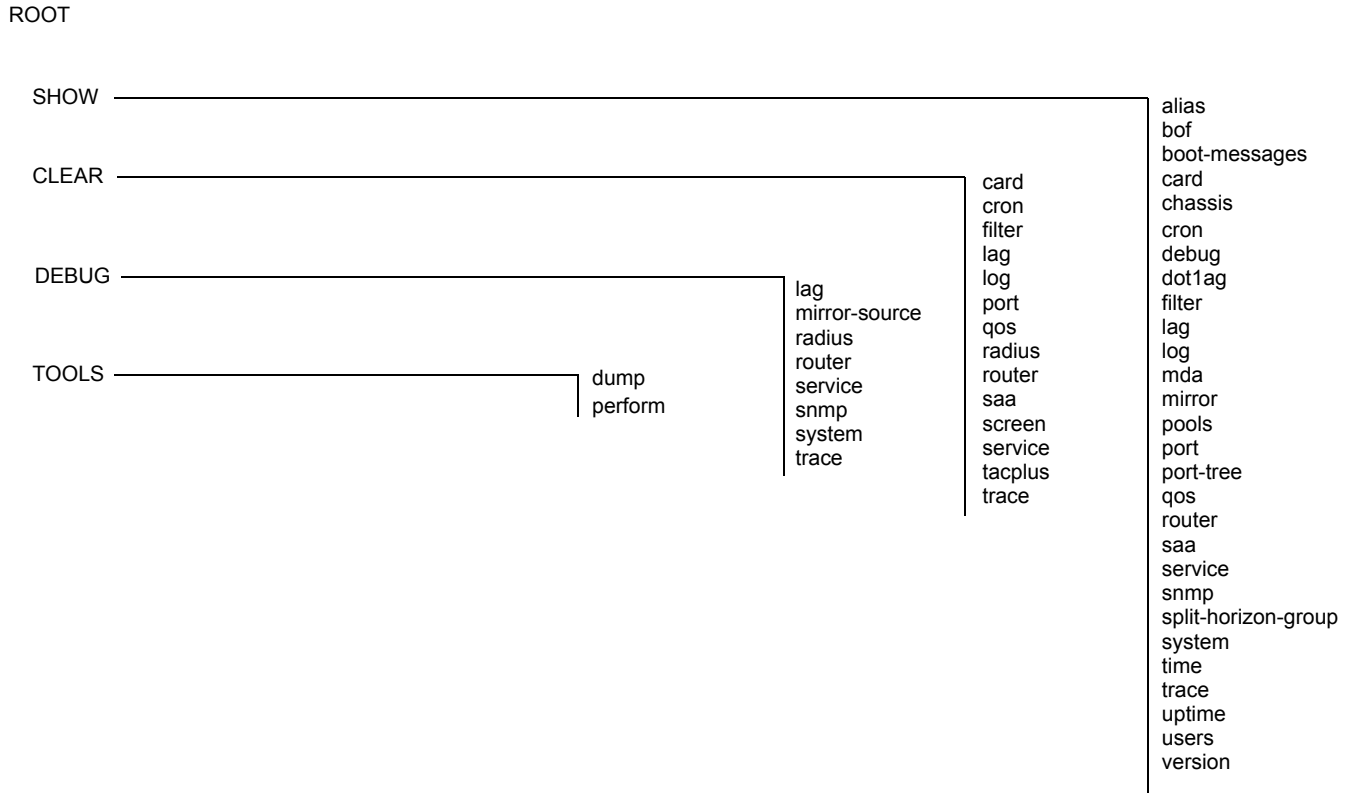 ROOT
SHOW
alias
bof
boot-messages
card
chassis
cron
debug
dot1ag
filter
lag
log
mda
mirror
pools
port
port-tree
qos
router
saa
service
snmp
split-horizon-group
system
time
trace
uptime
users
version
CLEAR
card
cron
filter
lag
log
port
qos
radius
router
saa
screen
service
tacplus
trace
DEBUG
lag
mirror-source
radius
router
service
snmp
system
trace
TOOLS
dump
perform